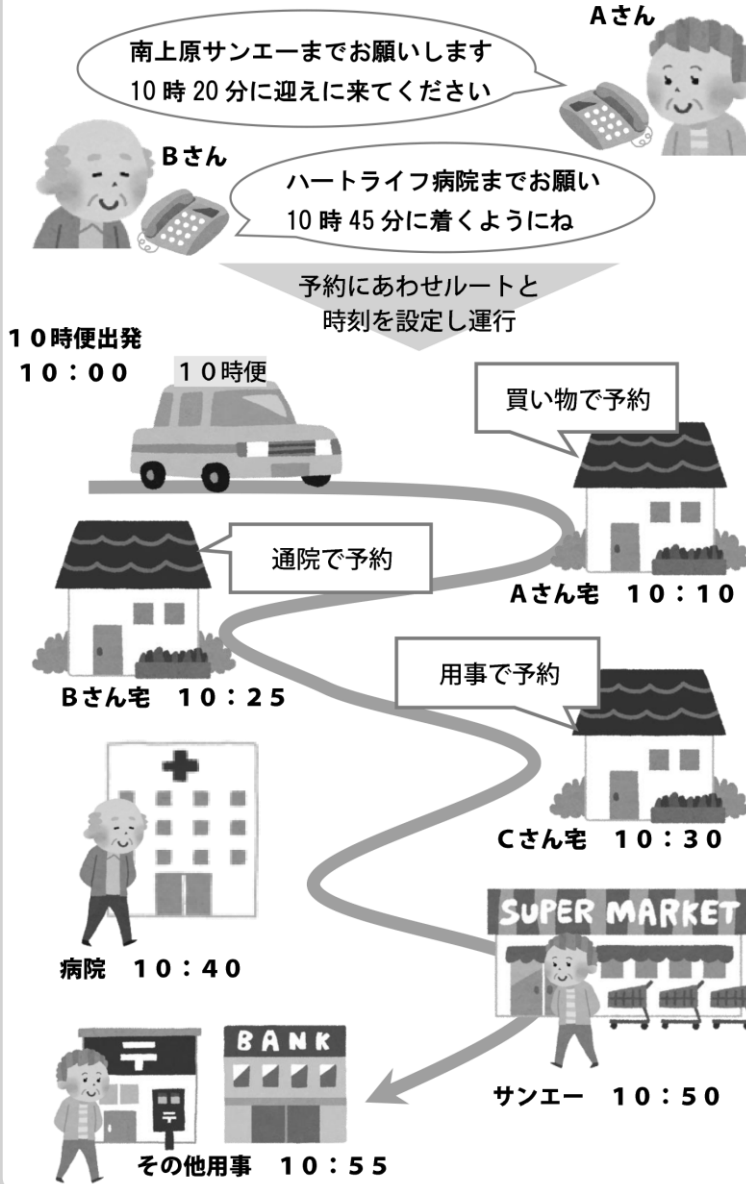 Aさん
南上原サンエーまでお願いします
10時20分に迎えに来てください
Bさん
ハートライフ病院までお願い
10時45分に着くようにね
予約にあわせルートと
時刻を設定し運行
10時便出発
10:00
10時便
買い物で予約
Aさん宅 10:10
通院で予約
Bさん宅 10:25
用事で予約
Cさん宅 10:30
病院 10:40
SUPER MARKET
サンエー 10:50
〒
BANK
〒
その他用事 10:55